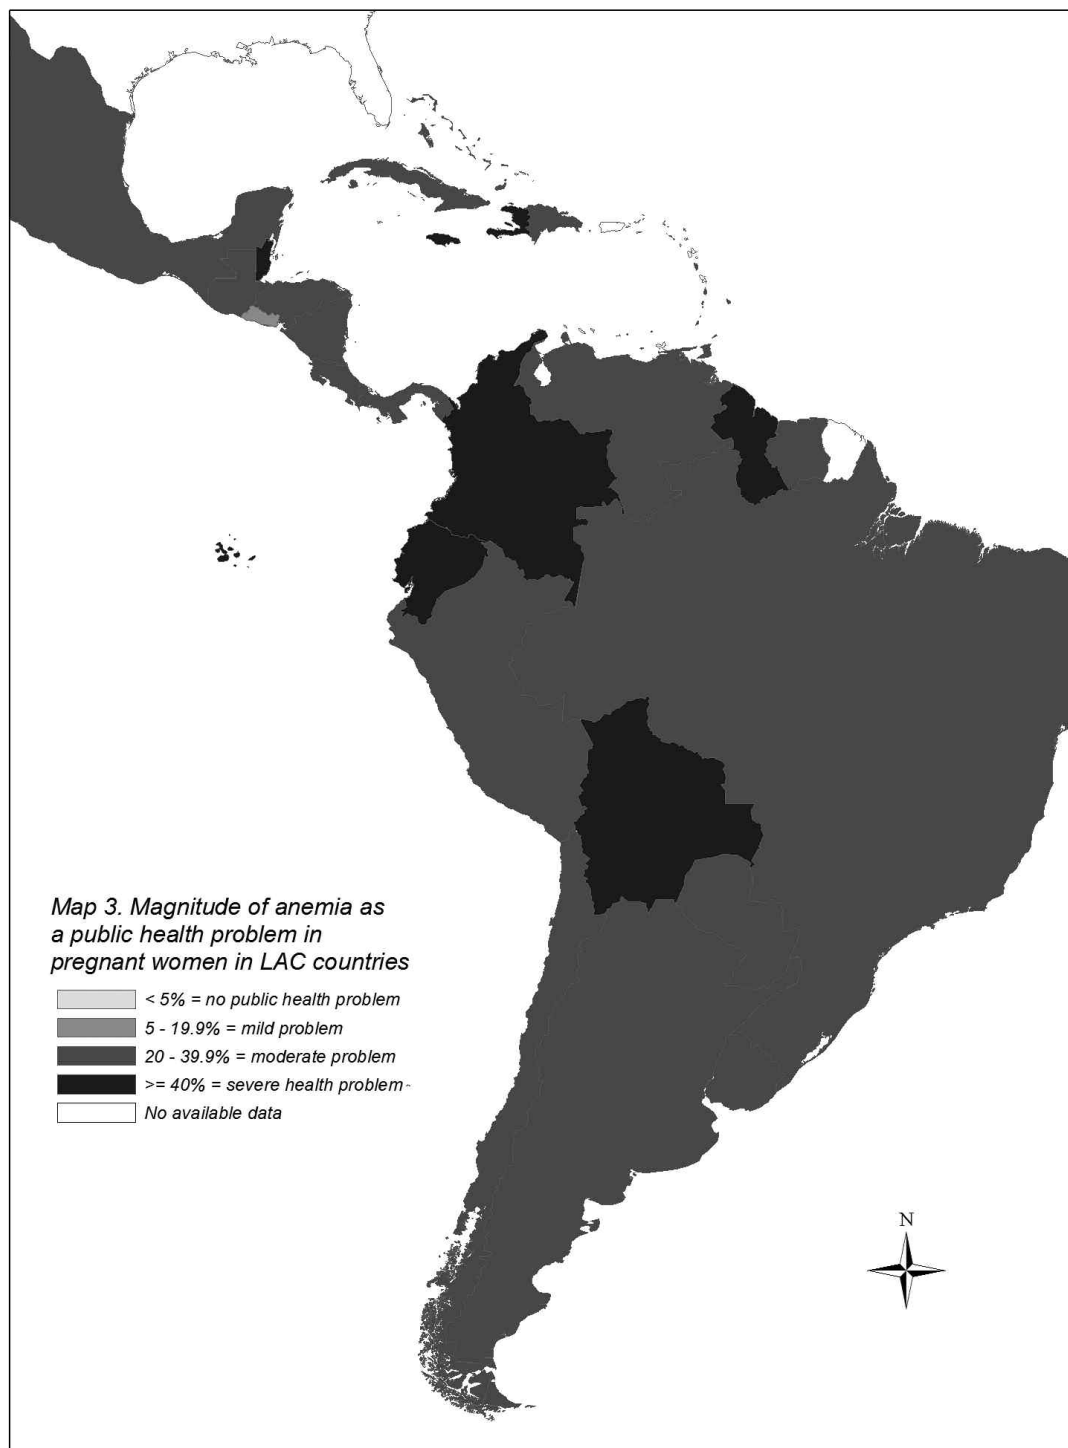 Map 3. Magnitude of anemia as
a public health problem in
pregnant women in LAC countries
< 5% = no public health problem
5 - 19.9% = mild problem
20 - 39.9% = moderate problem
>= 40% = severe health problem
No available data
N